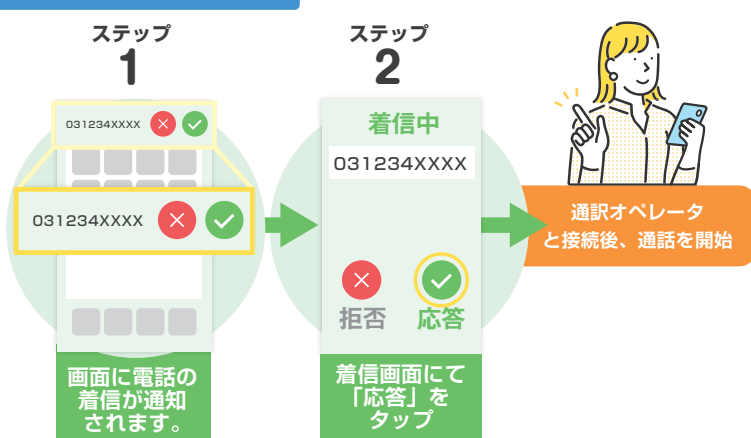 ステップ
1
031234XXXX
031234XXXX
画面に電話の
着信が通知
されます。
ステップ
2
着信中
031234XXXX
拒否
応答
着信画面にて
「応答」を
タップ
通訳オペレータ
と接続後、通話を開始